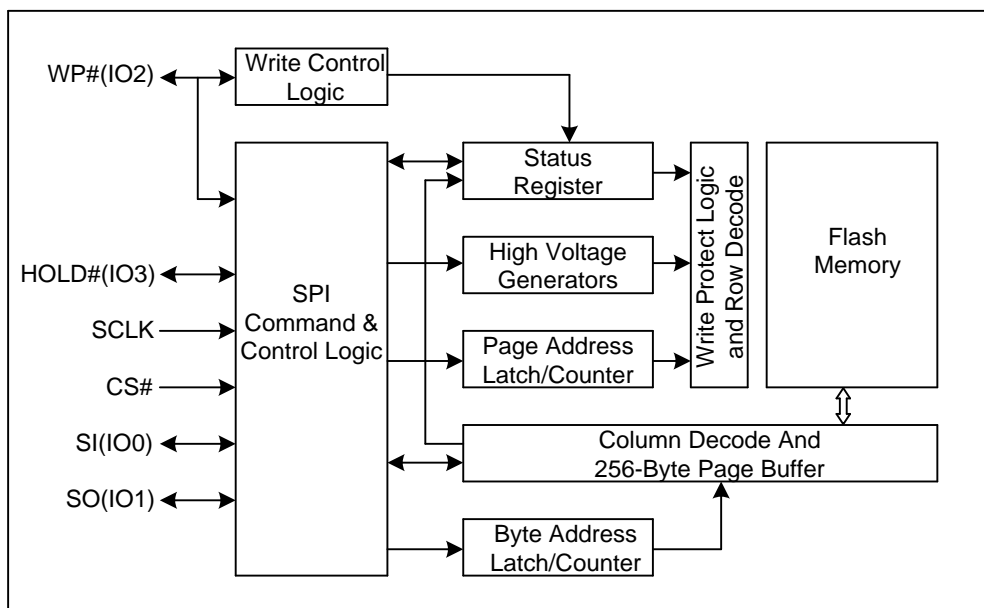 WP#(IO2)
Write Control
Logic
Status
Register
Write Protect Logic
and Row Decode
Flash
Memory
HOLD#(IO3)
SPI
Command &
Control Logic
High Voltage
Generators
SCLK
Page Address
Latch/Counter
CS#
SI(IO0)
Column Decode And
256-Byte Page Buffer
SO(IO1)
Byte Address
Latch/Counter